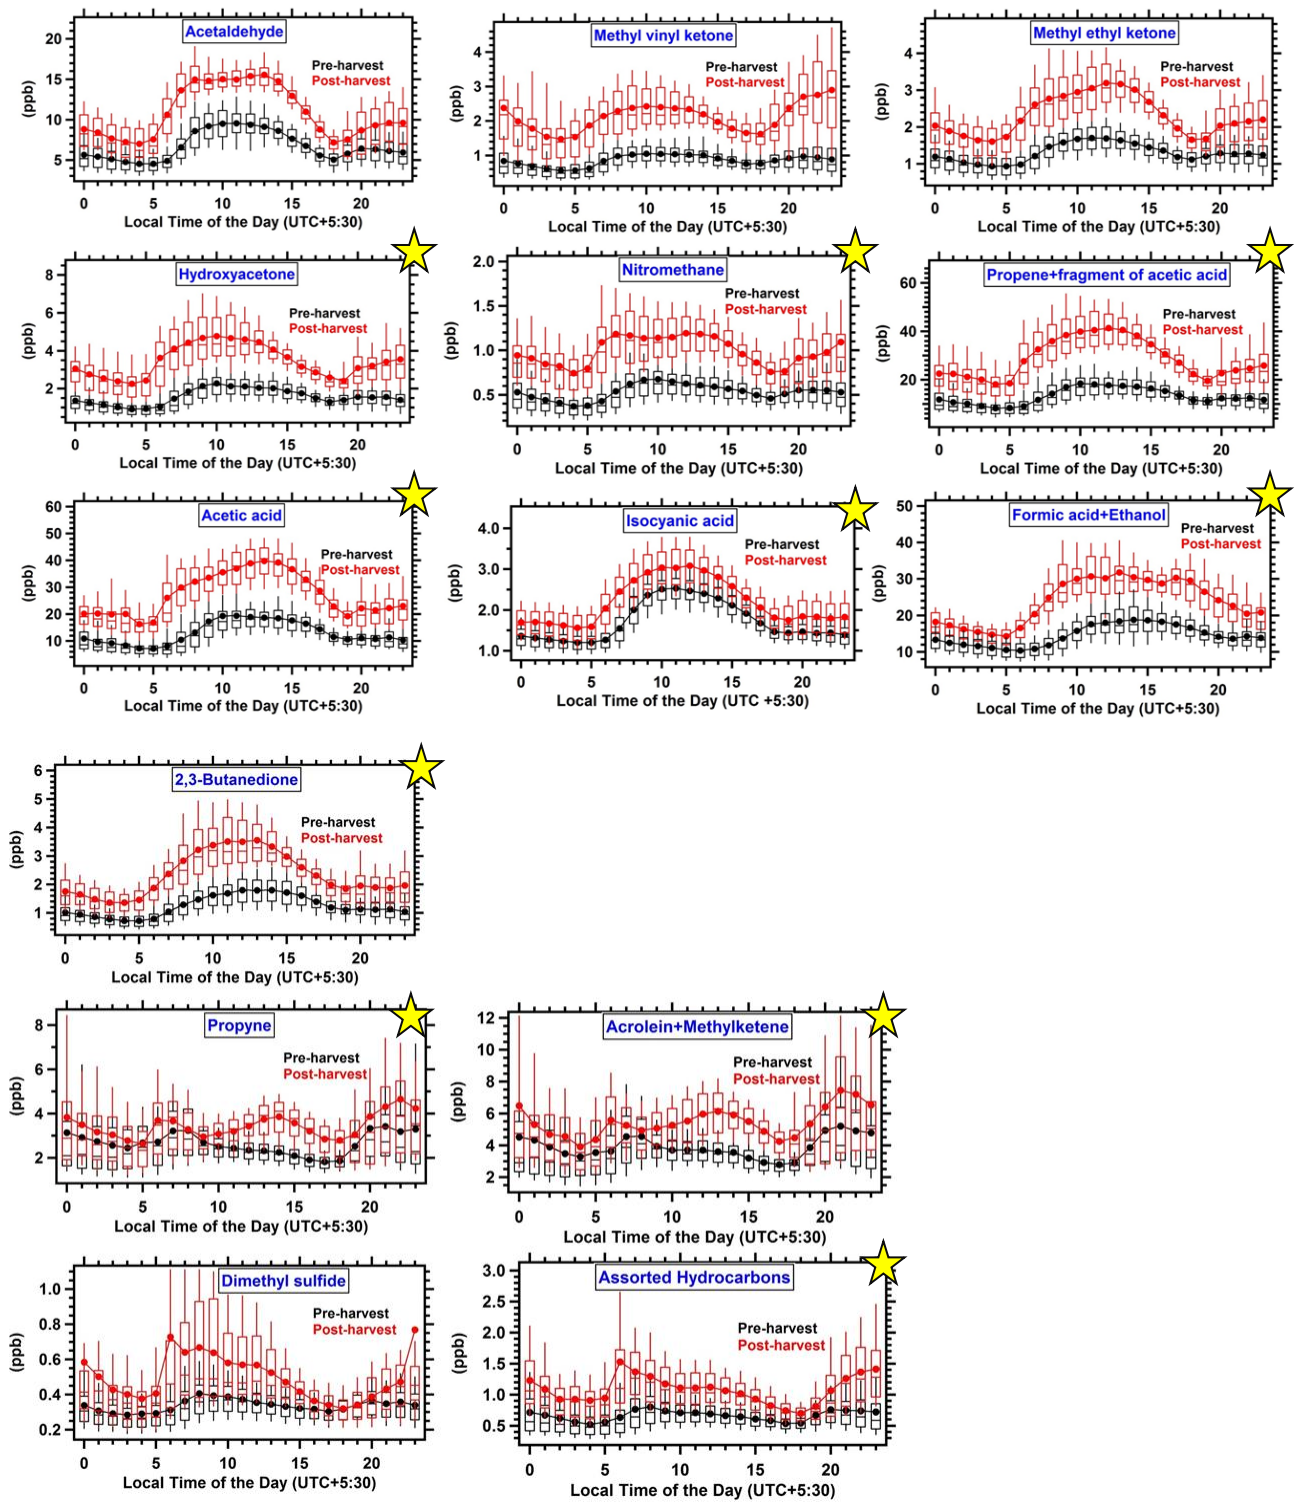 Acetaldehyde
Pre-harvest
Post-harvest
20
15
10
5
(ppb)
0 5 10 15 20
Local Time of the Day (UTC+5:30)
Methyl vinyl ketone
Pre-harvest
Post-harvest
4
3
2
1
(ppb)
0 5 10 15 20
Local Time of the Day (UTC+5:30)
Methyl ethyl ketone
Pre-harvest
Post-harvest
4
3
2
1
(ppb)
0 5 10 15 20
Local Time of the Day (UTC+5:30)
Hydroxyacetone
Pre-harvest
Post-harvest
8
6
4
2
(ppb)
0 5 10 15 20
Local Time of the Day (UTC+5:30)
Nitromethane
Pre-harvest
Post-harvest
2.0
1.5
1.0
0.5
(ppb)
0 5 10 15 20
Local Time of the Day (UTC+5:30)
Propene+fragment of acetic acid
Pre-harvest
Post-harvest
60
40
20
(ppb)
0 5 10 15 20
Local Time of the Day (UTC+5:30)
Acetic acid
Pre-harvest
Post-harvest
60
50
40
30
20
10
(ppb)
0 5 10 15 20
Local Time of the Day (UTC+5:30)
Isocyanic acid
Pre-harvest
Post-harvest
4.0
3.0
2.0
1.0
(ppb)
0 5 10 15 20
Local Time of the Day (UTC +5:30)
Formic acid+Ethanol
Pre-harvest
Post-harvest
50
40
30
20
10
(ppb)
0 5 10 15 20
Local Time of the Day (UTC+5:30)
2,3-Butanedione
Pre-harvest
Post-harvest
6
5
4
3
2
1
(ppb)
0 5 10 15 20
Local Time of the Day (UTC+5:30)
Propyne
Pre-harvest
Post-harvest
8
6
4
2
(ppb)
0 5 10 15 20
Local Time of the Day (UTC+5:30)
Acrolein+Methylketene
Pre-harvest
Post-harvest
12
10
8
6
4
2
(ppb)
0 5 10 15 20
Local Time of the Day (UTC+5:30)
Dimethyl sulfide
Pre-harvest
Post-harvest
1.0
0.8
0.6
0.4
0.2
(ppb)
0 5 10 15 20
Local Time of the Day (UTC+5:30)
Assorted Hydrocarbons
Pre-harvest
Post-harvest
3.0
2.5
2.0
1.5
1.0
0.5
(ppb)
0 5 10 15 20
Local Time of the Day (UTC+5:30)